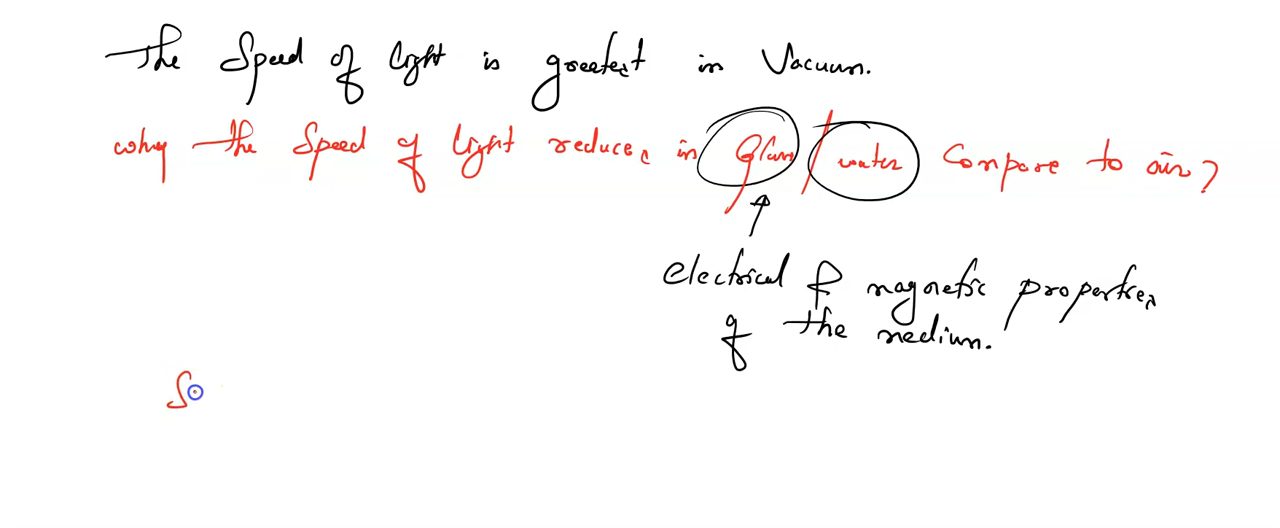 The Speed of light is greatest in Vacuum.
why the Speed of light reduces in glass/water Compare to air?
electrical & magnetic properties
of the medium.
S